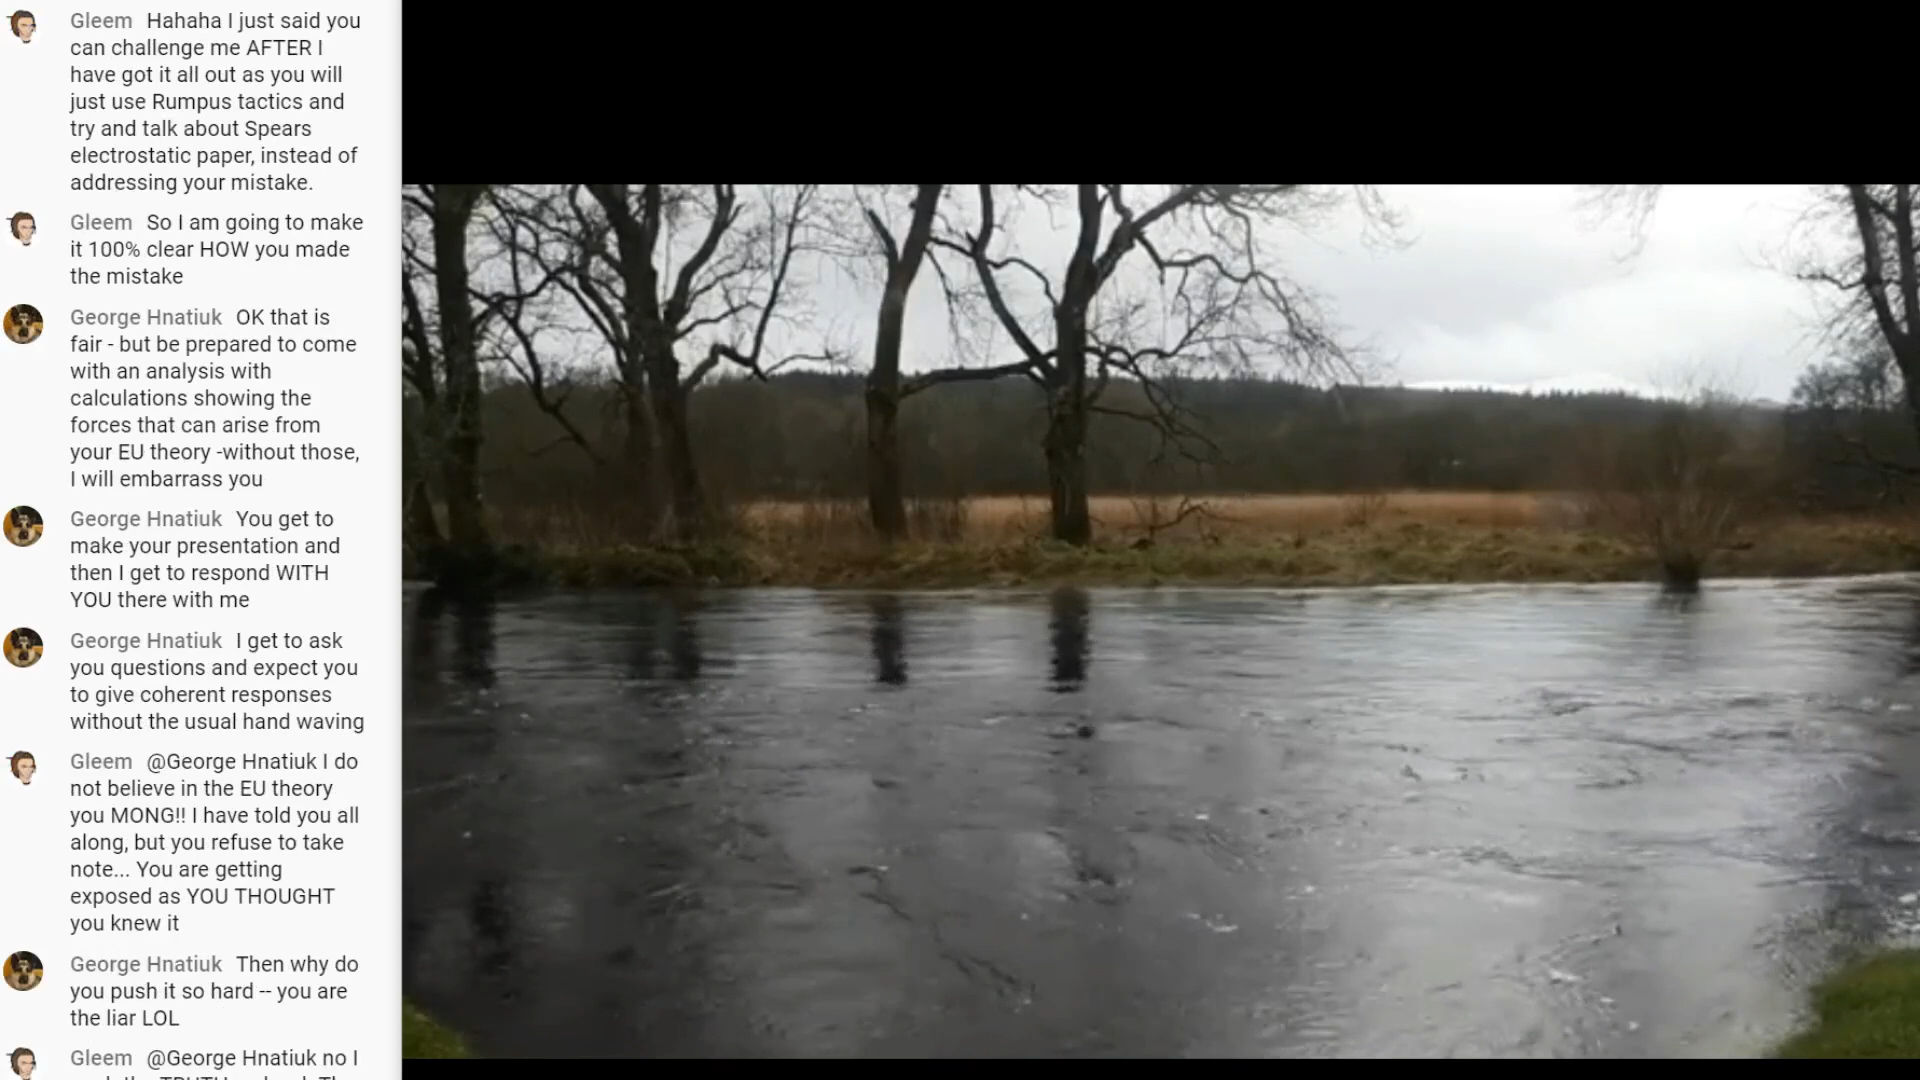 Gleem Hahaha I just said you
can challenge me AFTER I
have got it all out as you will
just use Rumpus tactics and
try and talk about Spears
electrostatic paper, instead of
addressing your mistake.
Gleem So I am going to make
it 100% clear HOW you made
the mistake
George Hnatiuk OK that is
fair - but be prepared to come
with an analysis with
calculations showing the
forces that can arise from
your EU theory -without those,
I will embarrass you
George Hnatiuk You get to
make your presentation and
then I get to respond WITH
YOU there with me
George Hnatiuk I get to ask
you questions and expect you
to give coherent responses
without the usual hand waving
Gleem @George Hnatiuk I do
not believe in the EU theory
you MONG!! I have told you all
along, but you refuse to take
note... You are getting
exposed as YOU THOUGHT
you knew it
George Hnatiuk Then why do
you push it so hard -- you are
the liar LOL
Gleem @George Hnatiuk no I